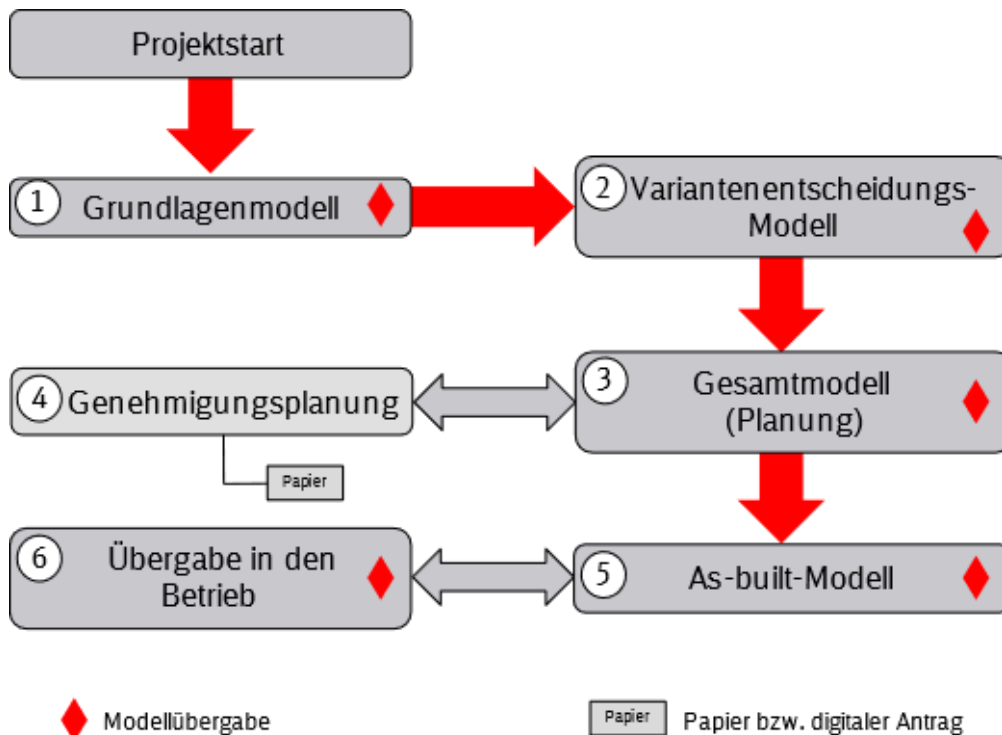 Projektstart
1
Grundlagenmodell
2
Variantenentscheidungs-
Modell
3
Gesamtmodell
(Planung)
4
Genehmigungsplanung
Papier
5
As-built-Modell
6
Übergabe in den
Betrieb
Modellübergabe
Papier
Papier bzw. digitaler Antrag